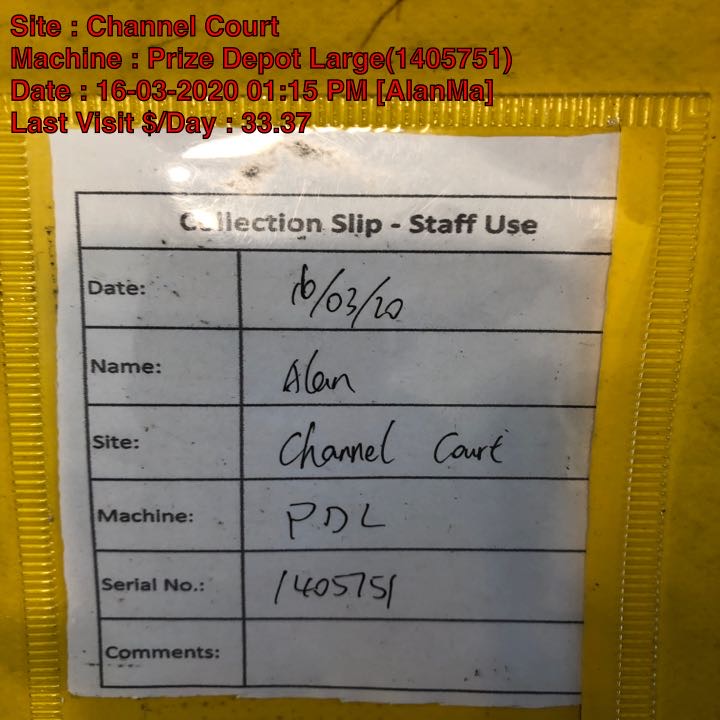 Site : Channel Court
Machine : Prize Depot Large(1405751)
Date : 16-03-2020 01:15 PM [AlanMa]
Last Visit $/Day : 33.37
Collection Slip - Staff Use
Date: 16/03/20
Name: Alan
Site: Channel Court
Machine: PDL
Serial No.: 1405751
Comments: